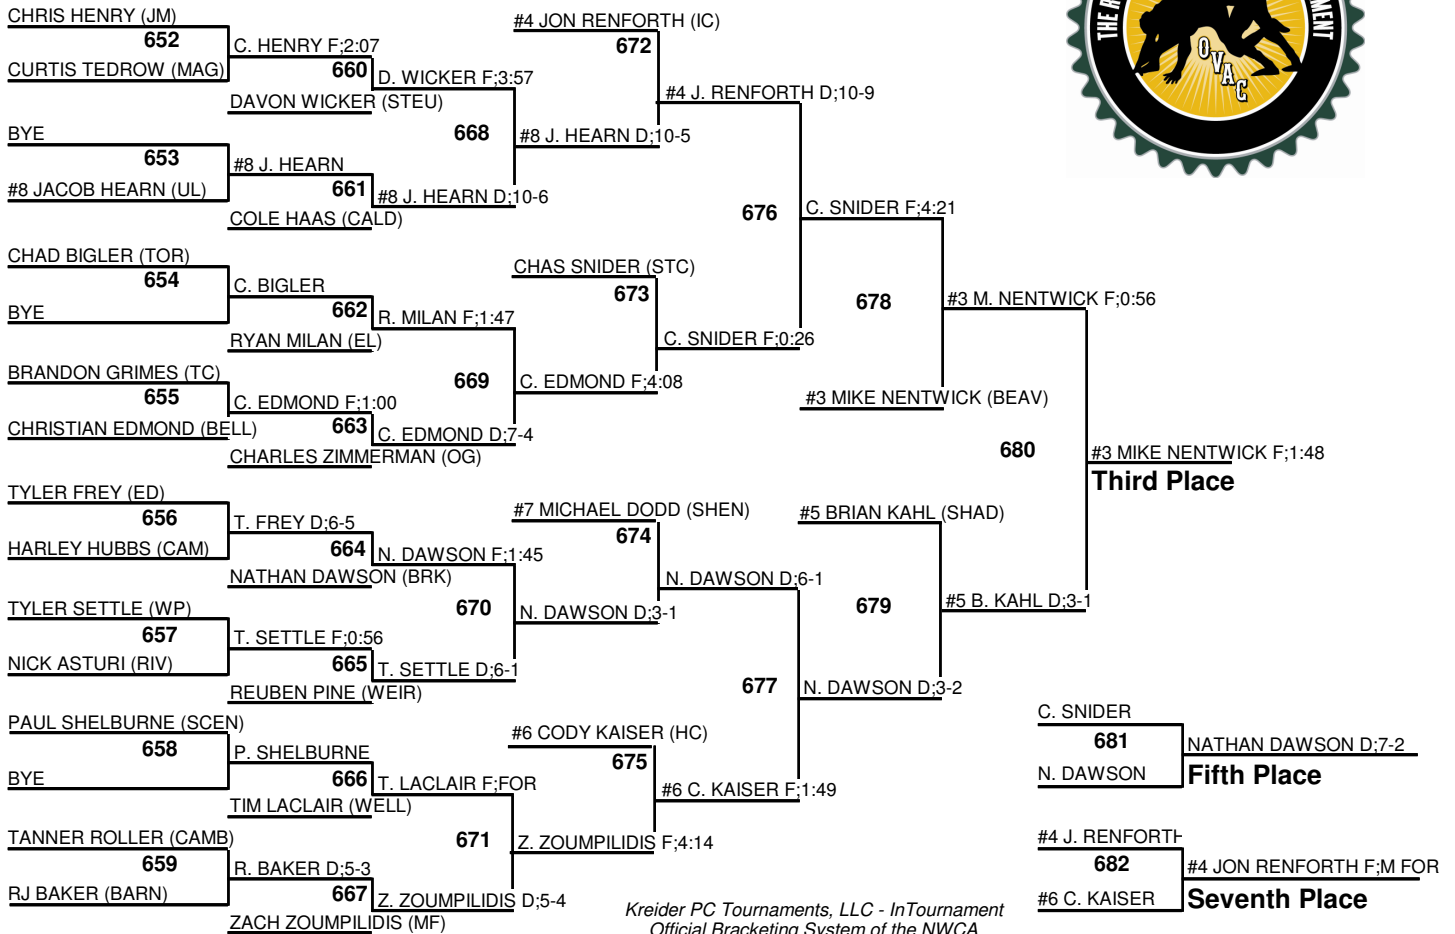 CHRIS HENRY (JM)
652
CURTIS TEDROW (MAG)
C. HENRY F;2:07
660
DAVON WICKER (STEU)
D. WICKER F;3:57
BYE
653
#8 JACOB HEARN (UL)
#8 J. HEARN
661
COLE HAAS (CALD)
#8 J. HEARN D;10-6
668
#8 J. HEARN D;10-5
#4 JON RENFORTH (IC)
672
#4 J. RENFORTH D;10-9
CHAD BIGLER (TOR)
654
BYE
C. BIGLER
662
RYAN MILAN (EL)
R. MILAN F;1:47
BRANDON GRIMES (TC)
655
CHRISTIAN EDMOND (BELL)
C. EDMOND F;1:00
663
CHARLES ZIMMERMAN (OG)
C. EDMOND D;7-4
669
C. EDMOND F;4:08
CHAS SNIDER (STC)
673
C. SNIDER F;0:26
676
C. SNIDER F;4:21
678
#3 MIKE NENTWICK (BEAV)
#3 M. NENTWICK F;0:56
TYLER FREY (ED)
656
HARLEY HUBBS (CAM)
T. FREY D;6-5
664
NATHAN DAWSON (BRK)
N. DAWSON F;1:45
TYLER SETTLE (WP)
657
NICK ASTURI (RIV)
T. SETTLE F;0:56
665
REUBEN PINE (WEIR)
T. SETTLE D;6-1
670
N. DAWSON D;3-1
#7 MICHAEL DODD (SHEN)
674
N. DAWSON D;6-1
PAUL SHELBURNE (SCEN)
658
BYE
P. SHELBURNE
666
TIM LACLAIR (WELL)
T. LACLAIR F;FOR
TANNER ROLLER (CAMB)
659
RJ BAKER (BARN)
R. BAKER D;5-3
667
ZACH ZOUMPILIDIS (MF)
Z. ZOUMPILIDIS D;5-4
671
Z. ZOUMPILIDIS F;4:14
#6 CODY KAISER (HC)
675
#6 C. KAISER F;1:49
677
N. DAWSON D;3-2
#5 BRIAN KAHL (SHAD)
679
#5 B. KAHL D;3-1
680
#3 MIKE NENTWICK F;1:48
Third Place
C. SNIDER
681
N. DAWSON
NATHAN DAWSON D;7-2
Fifth Place
#4 J. RENFORTH
682
#6 C. KAISER
#4 JON RENFORTH F;M FOR
Seventh Place
Kreider PC Tournaments, LLC - InTournament
Official Bracketing System of the NWCA
THE
OVAC